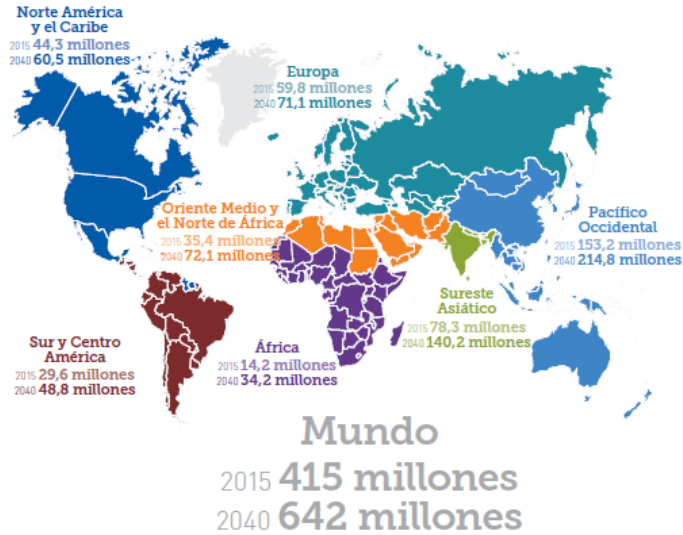 Norte América
y el Caribe
2015 44,3 millones
2040 60,5 millones
Europa
2015 59,8 millones
2040 71,1 millones
Oriente Medio y
el Norte de África
2015 35,4 millones
2040 72,1 millones
Pacífico
Occidental
2015 153,2 millones
2040 214,8 millones
Sureste
Asiático
2015 78,3 millones
2040 140,2 millones
Sur y Centro
América
2015 29,6 millones
2040 48,8 millones
África
2015 14,2 millones
2040 34,2 millones
Mundo
2015 415 millones
2040 642 millones